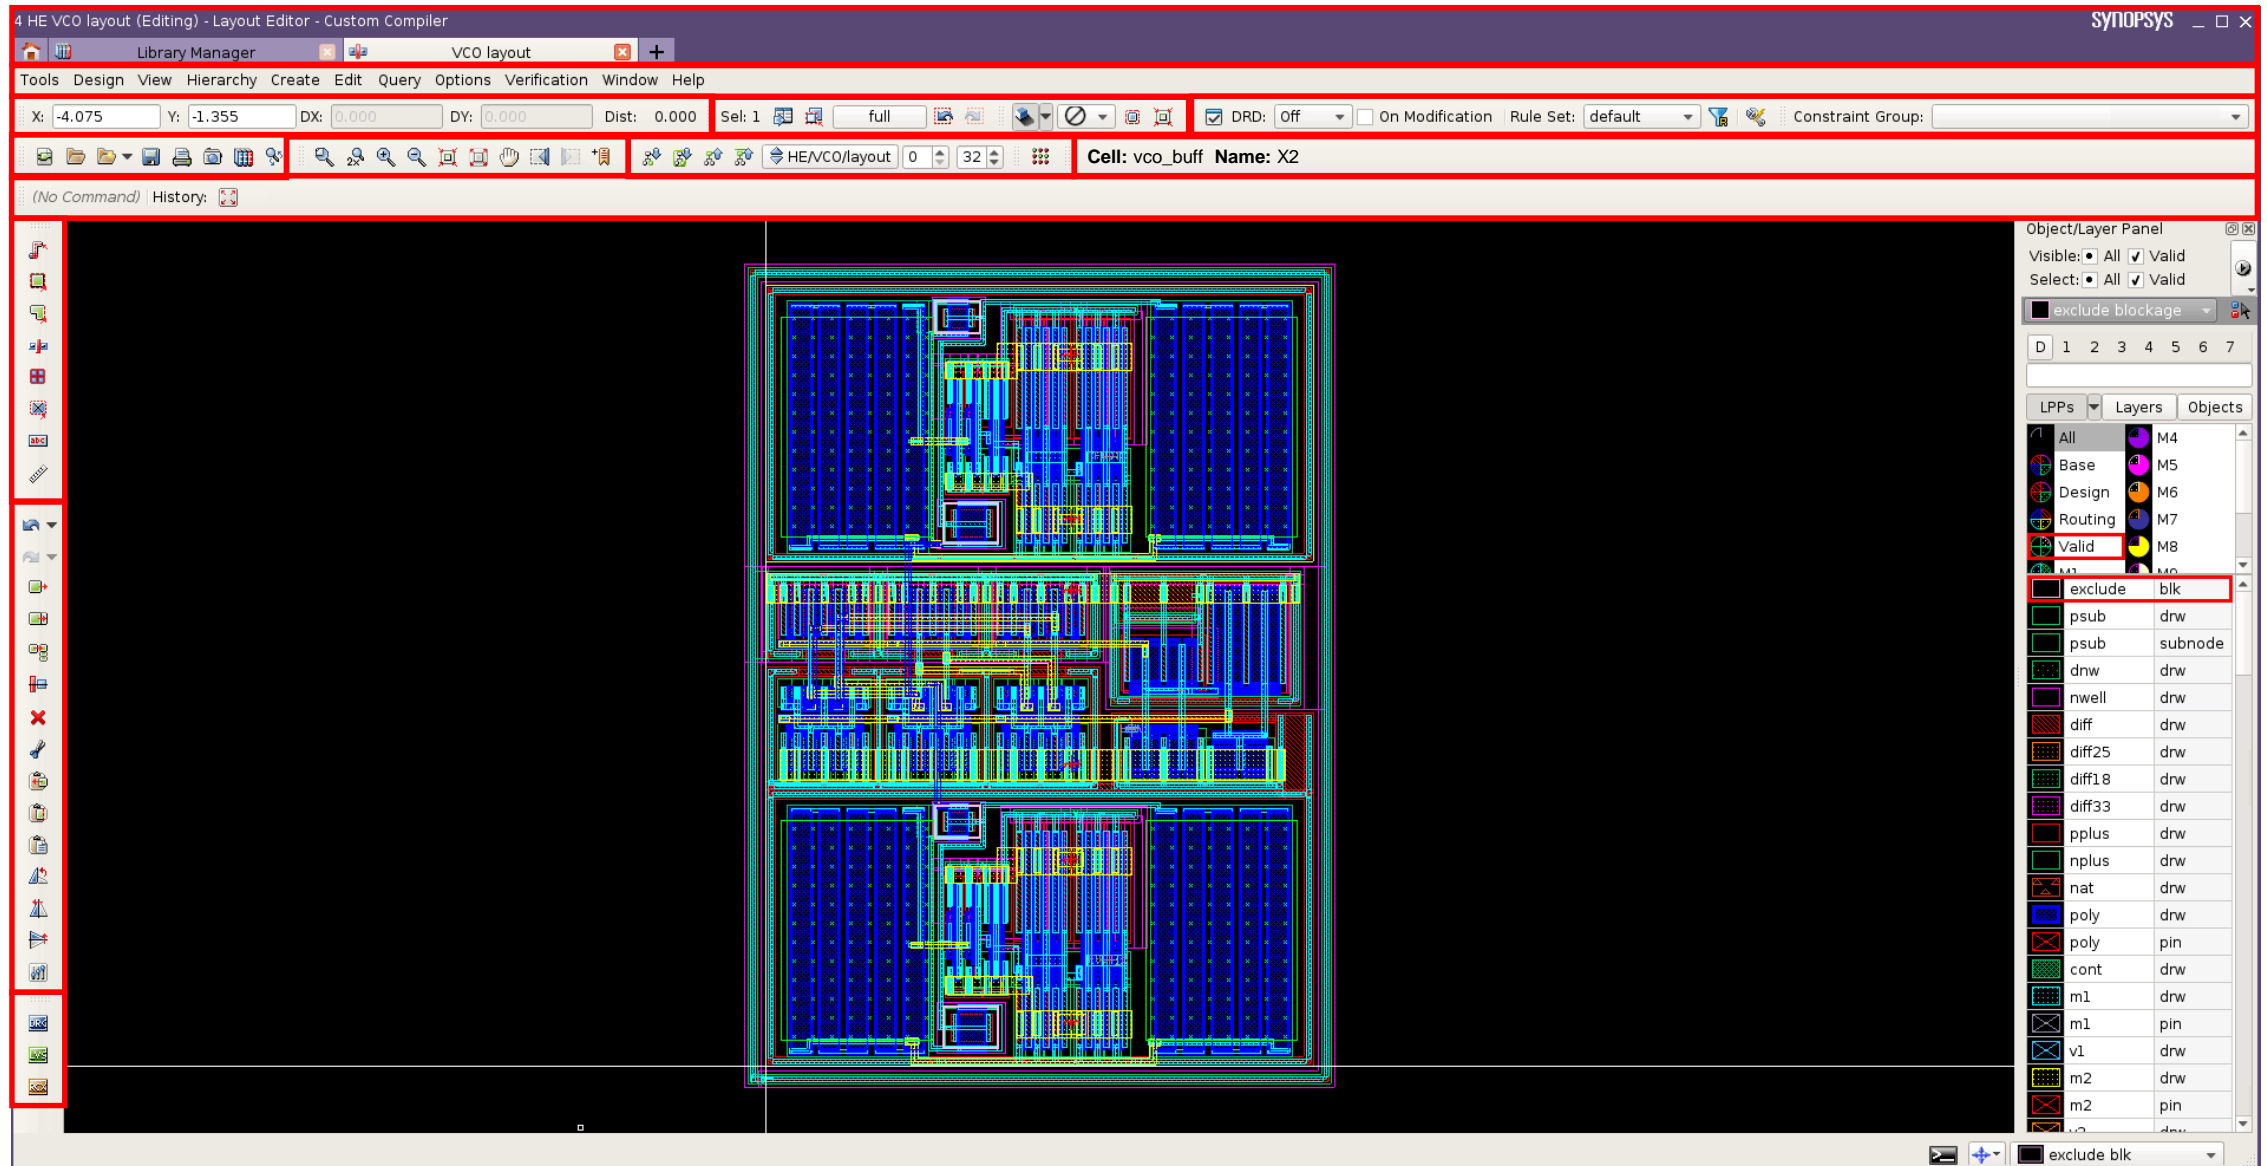 4 HE VCO layout (Editing) - Layout Editor - Custom Compiler
SYNOPSYS
Library Manager
VCO layout
Tools Design View Hierarchy Create Edit Query Options Verification Window Help
X: -4.075 Y: -1.355 DX: 0.000 DY: 0.000 Dist: 0.000 Sel: 1 full DRD: Off On Modification Rule Set: default Constraint Group:
HE/VCO/layout 0 32 Cell: vco_buff Name: X2
(No Command) History:
Object/Layer Panel
Visible: All Valid
Select: All Valid
exclude blockage
D 1 2 3 4 5 6 7
LPPs Layers Objects
All M4
Base M5
Design M6
Routing M7
Valid M8
M1 M9
exclude blk
psub drw
psub subnode
dnw drw
nwell drw
diff drw
diff25 drw
diff18 drw
diff33 drw
pplus drw
nplus drw
nat drw
poly drw
poly pin
cont drw
m1 drw
m1 pin
v1 drw
m2 drw
m2 pin
v2 drw
abc
DRC
LVS
exclude blk